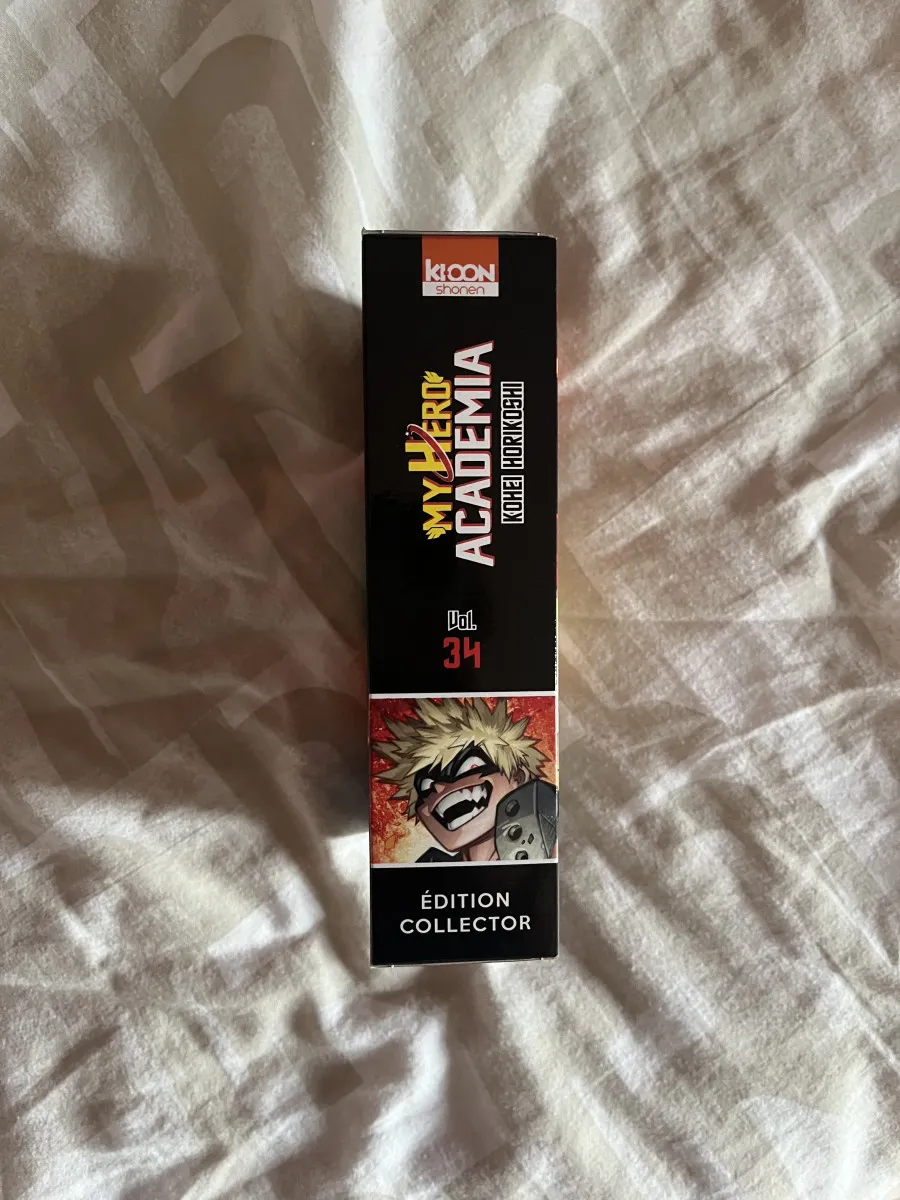 KI-OON
shonen
MY HERO
ACADEMIA
KOHEI HORIKOSHI
Vol.
34
ÉDITION
COLLECTOR